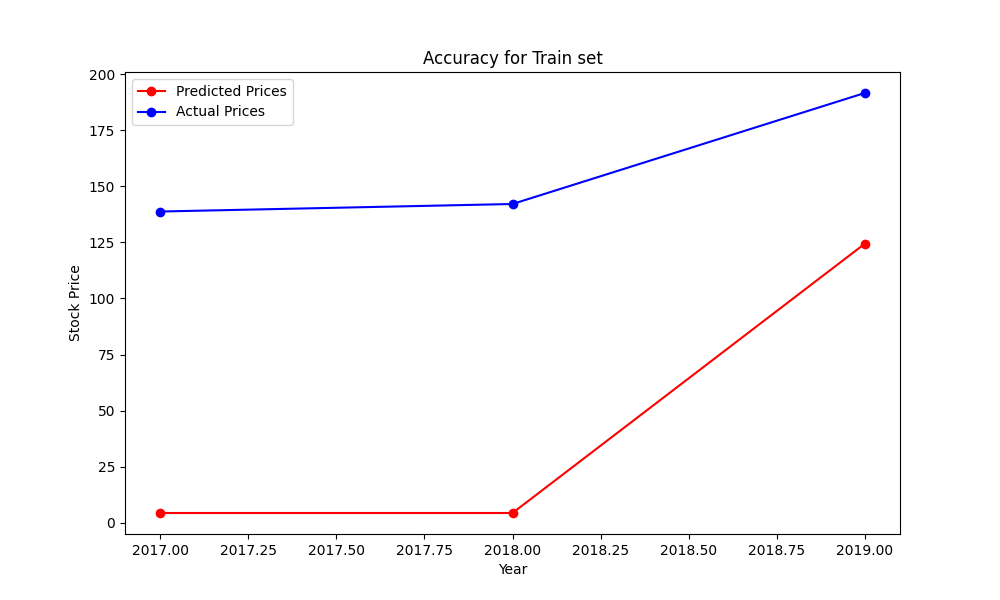 Accuracy for Train set
Predicted Prices
Actual Prices
200
175
150
125
100
75
50
25
0
Stock Price
2017.00 2017.25 2017.50 2017.75 2018.00 2018.25 2018.50 2018.75 2019.00
Year